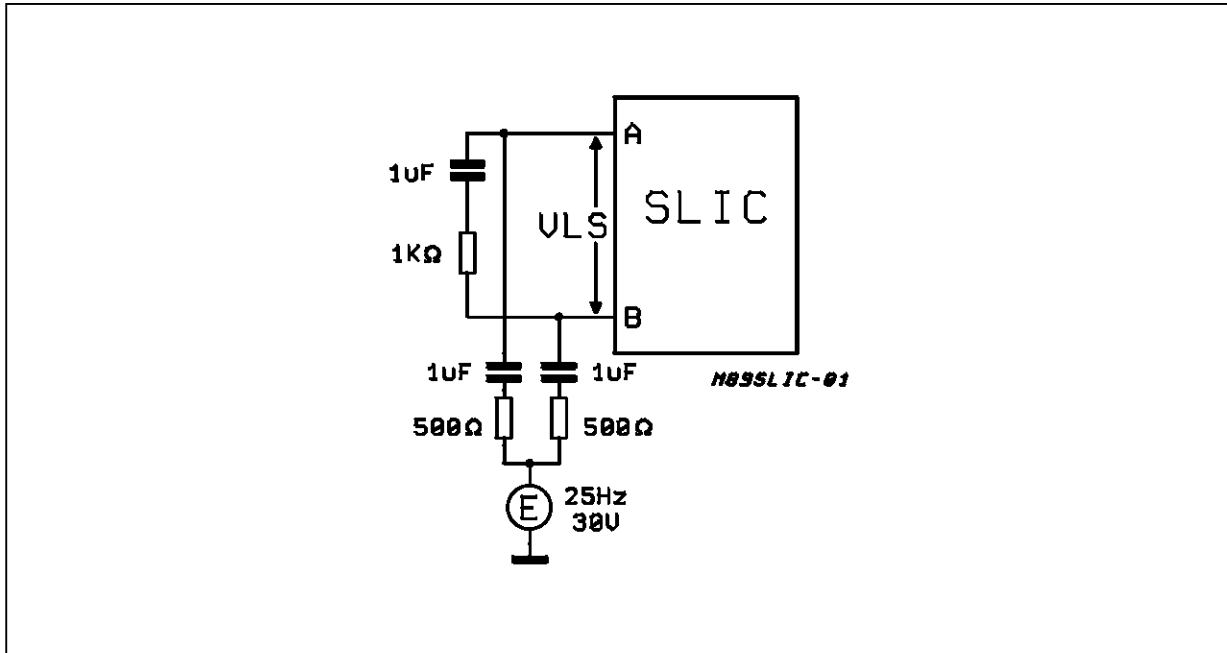 A
1uF
SLIC
VLS
1KΩ
B
1uF
1uF
M89SLIC-01
500Ω
500Ω
E
25Hz
30V